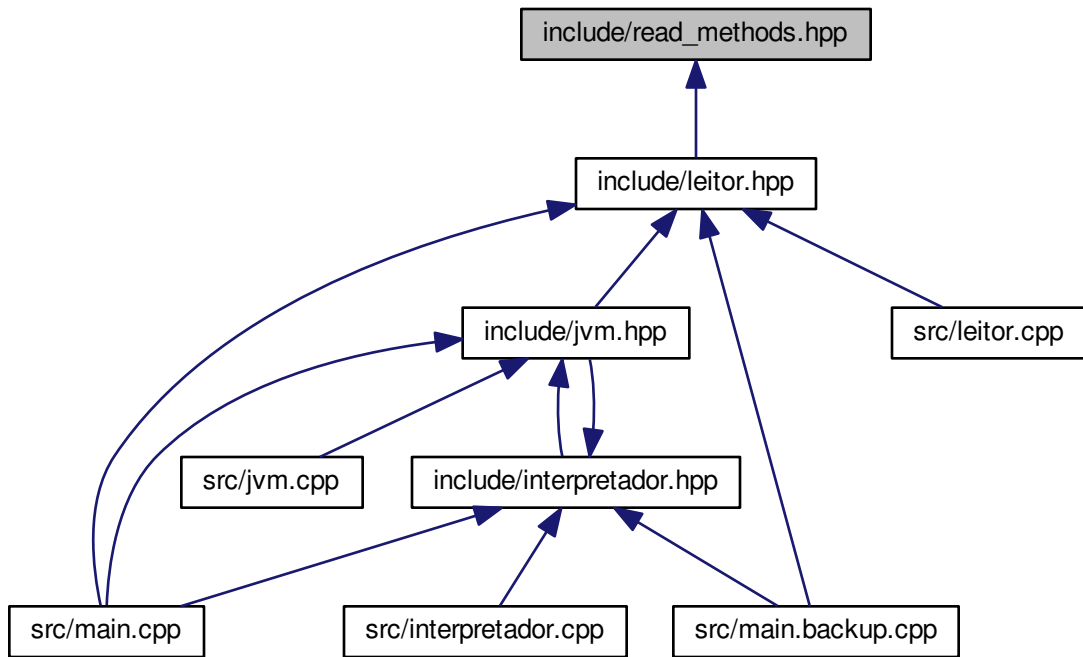 include/read_methods.hpp
include/leitor.hpp
include/jvm.hpp
src/leitor.cpp
src/jvm.cpp
include/interpretador.hpp
src/main.cpp
src/interpretador.cpp
src/main.backup.cpp